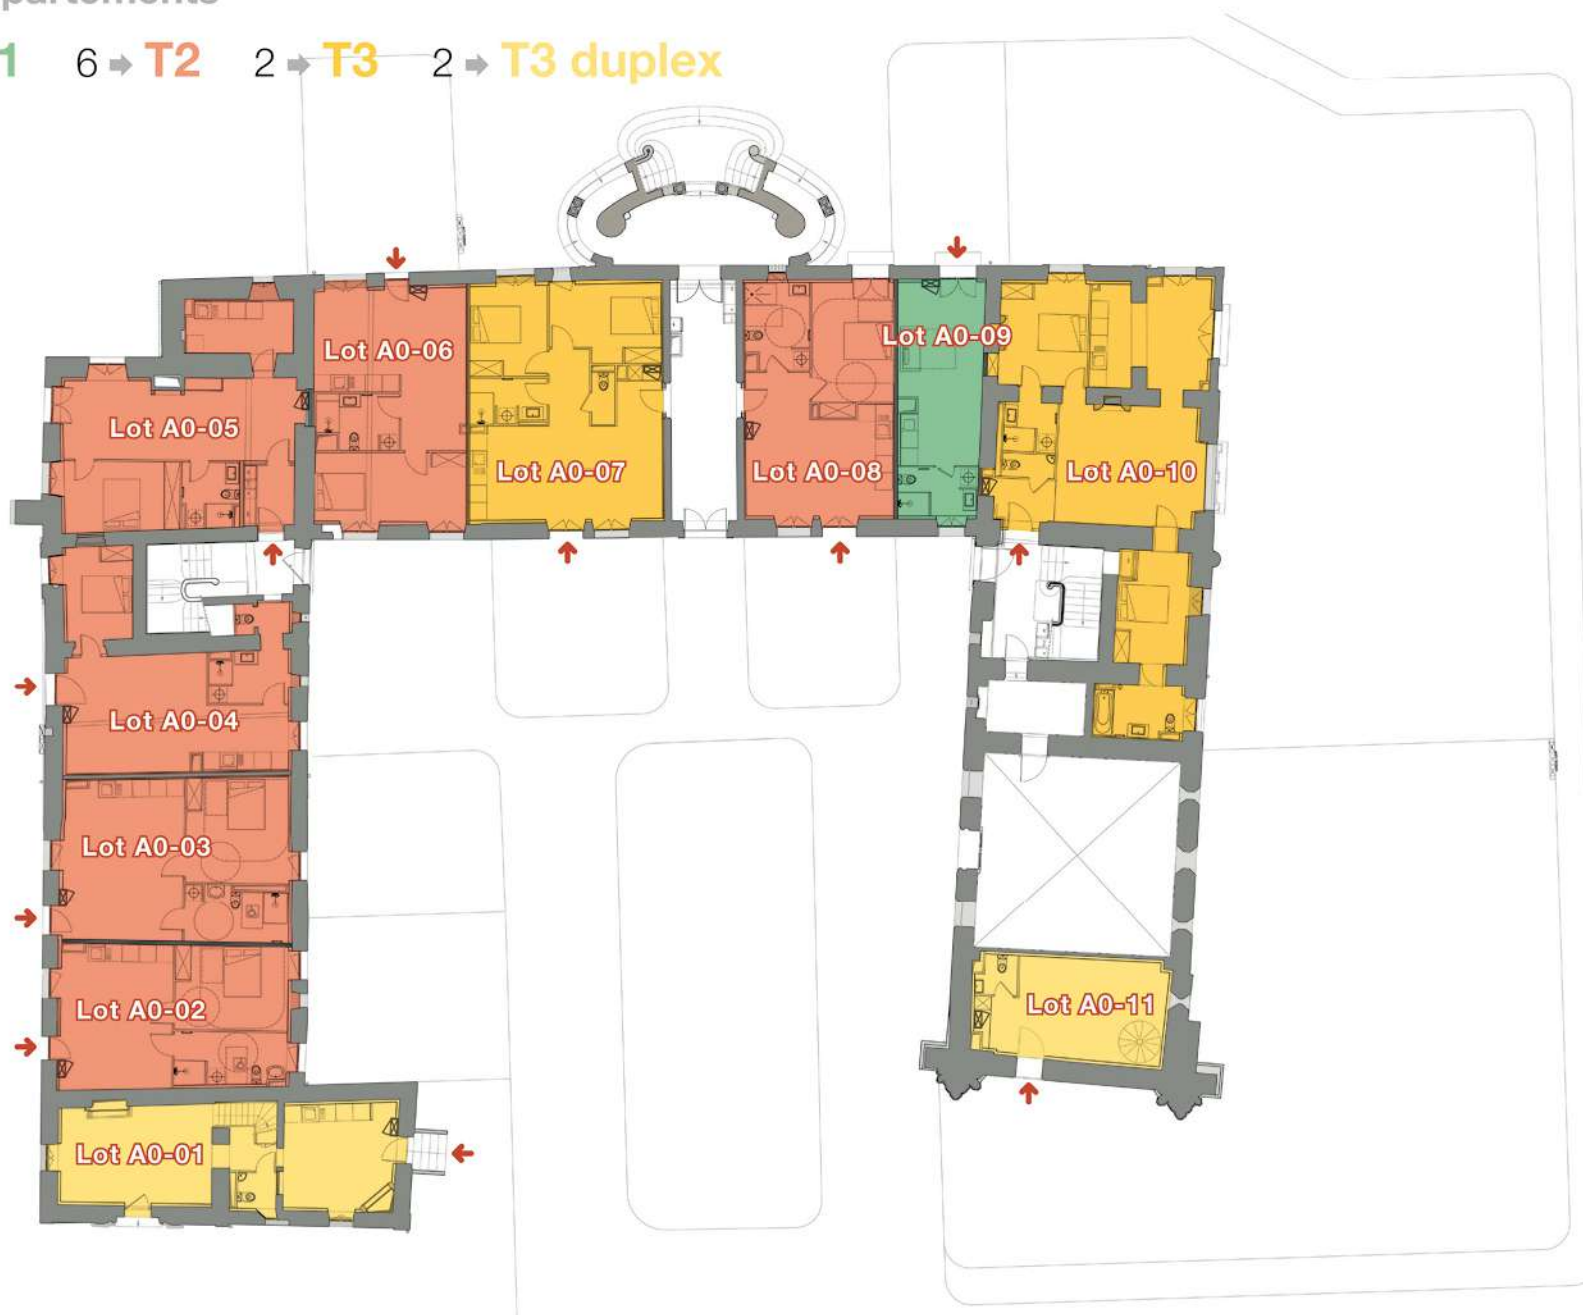 1 6 → T2 2 → T3 2 → T3 duplex
Lot A0-09
Lot A0-06
Lot A0-05
Lot A0-07
Lot A0-08
Lot A0-10
Lot A0-04
Lot A0-03
Lot A0-02
Lot A0-11
Lot A0-01